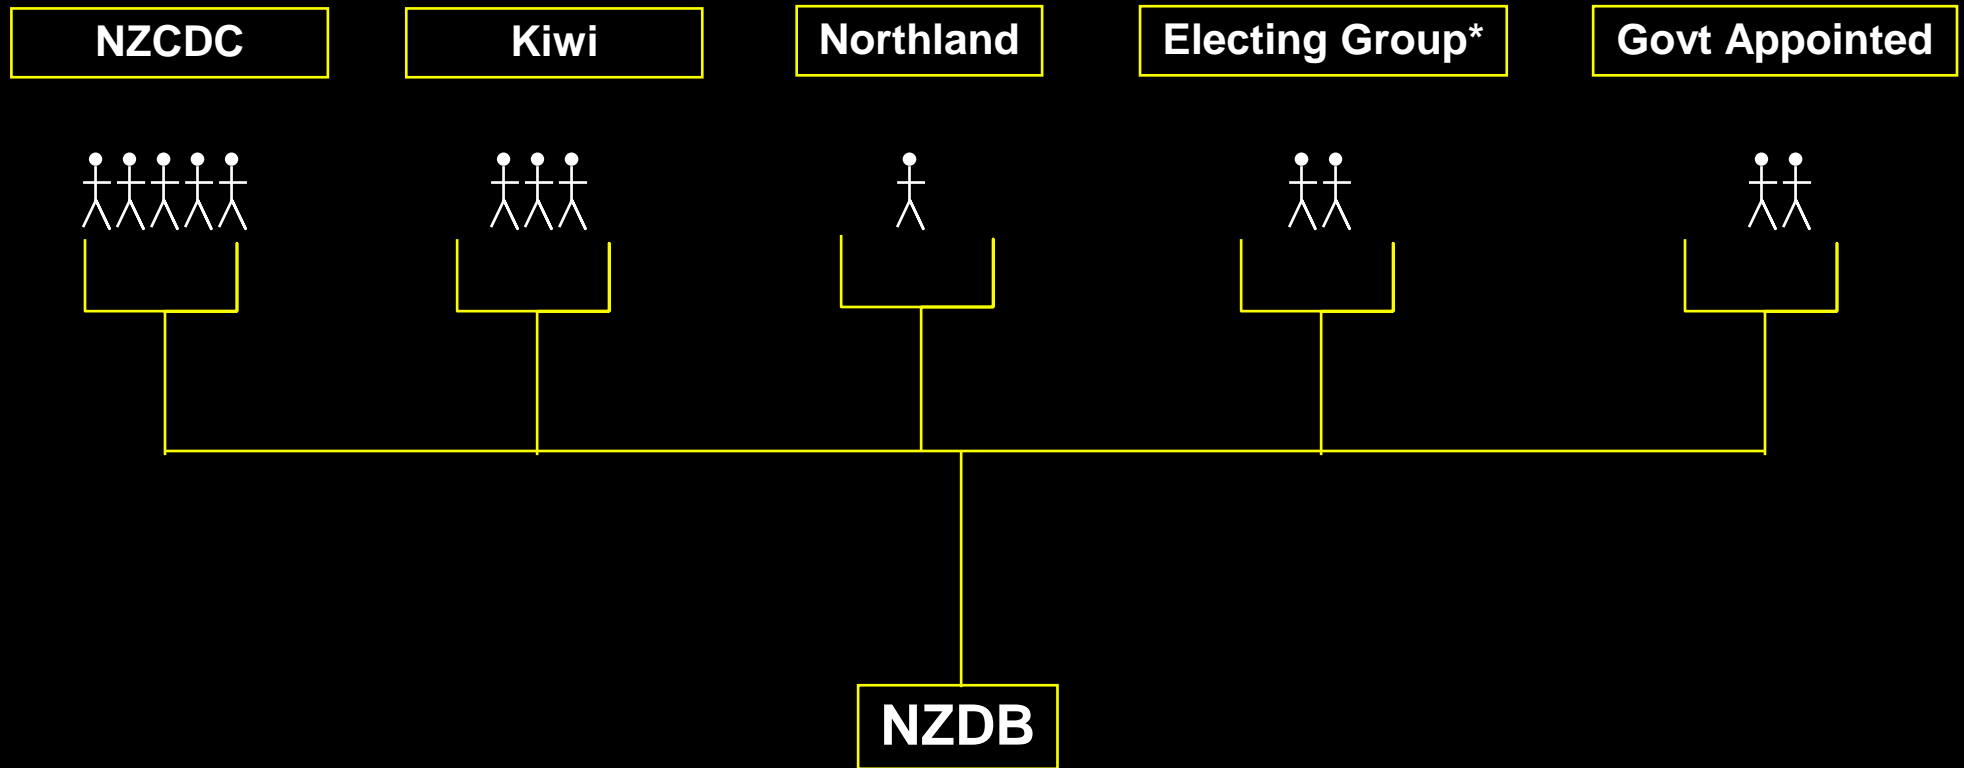 NZCDC
Kiwi
Northland
Electing Group*
Govt Appointed
NZDB